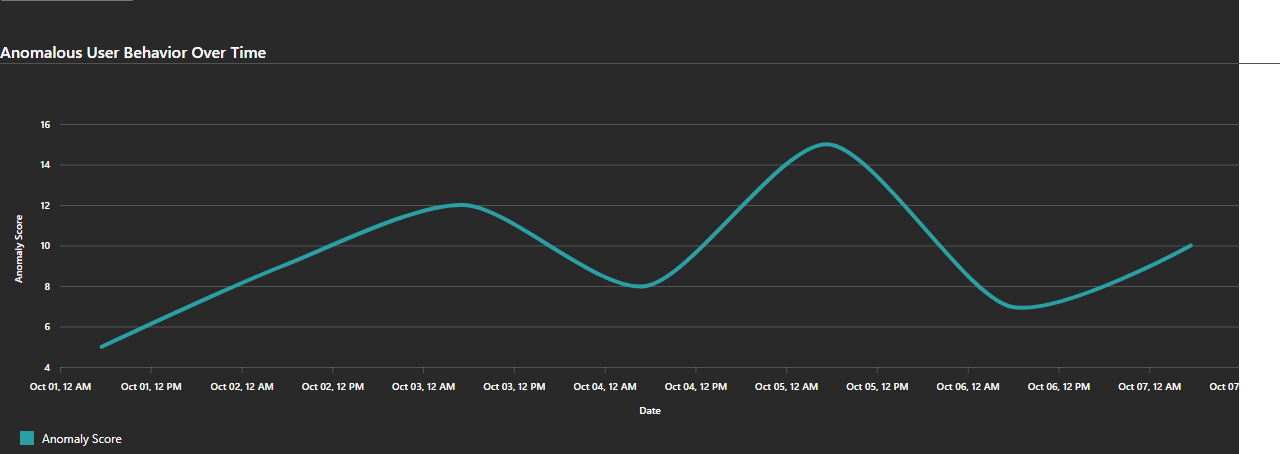 Anomalous User Behavior Over Time
16
14
12
10
8
6
4
Anomaly Score
Oct 01, 12 AM Oct 01, 12 PM Oct 02, 12 AM Oct 02, 12 PM Oct 03, 12 AM Oct 03, 12 PM Oct 04, 12 AM Oct 04, 12 PM Oct 05, 12 AM Oct 05, 12 PM Oct 06, 12 AM Oct 06, 12 PM Oct 07, 12 AM Oct 07
Date
Anomaly Score